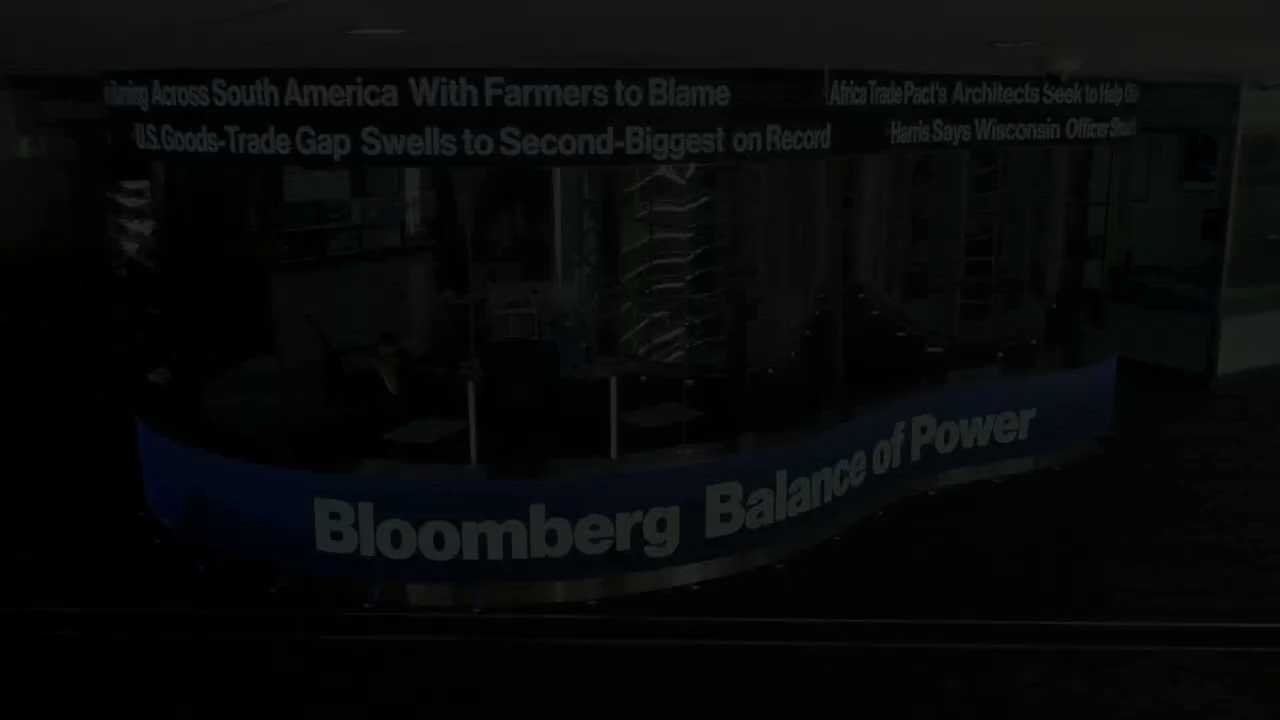 Across South America With Farmers to Blame
Africa Trade Pact's Architects Seek to Help
U.S. Goods-Trade Gap Swells to Second-Biggest on Record
Harris Says Wisconsin Officer
Bloomberg Balance of Power